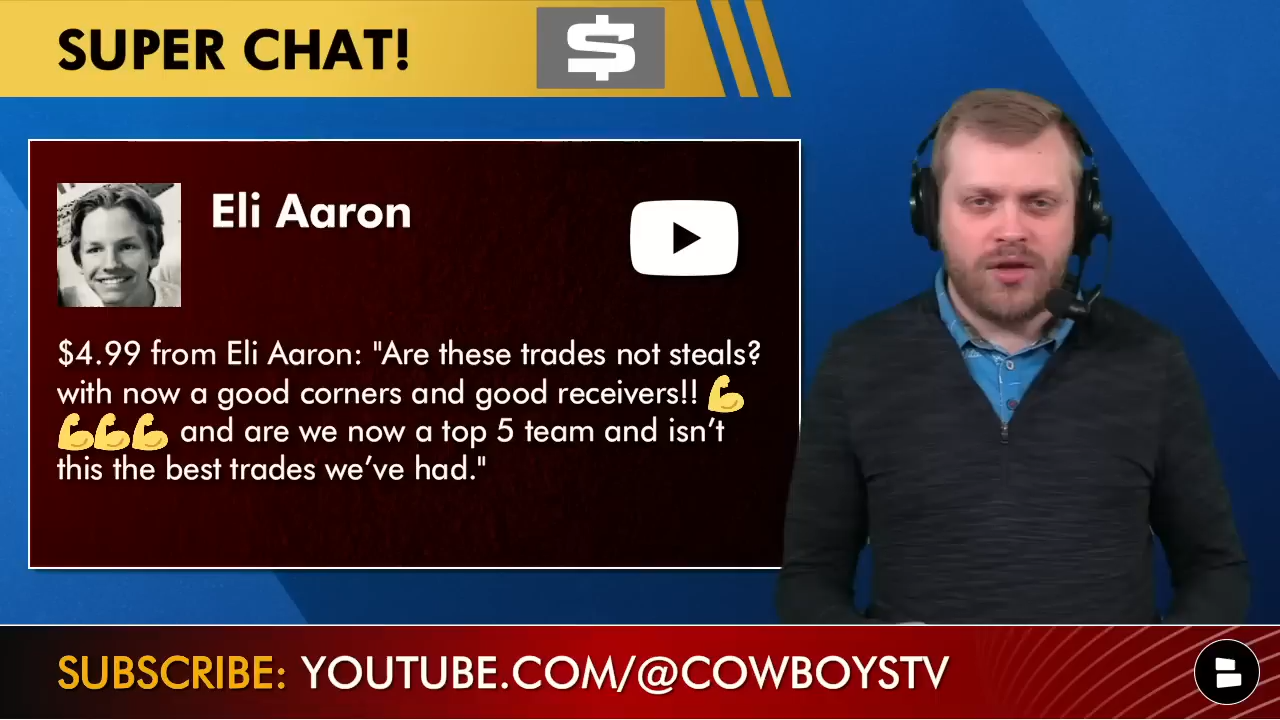 SUPER CHAT!
Eli Aaron
$4.99 from Eli Aaron: "Are these trades not steals?
with now a good corners and good receivers!! 💪
💪💪💪 and are we now a top 5 team and isn't
this the best trades we've had."
SUBSCRIBE: YOUTUBE.COM/@COWBOYSTV